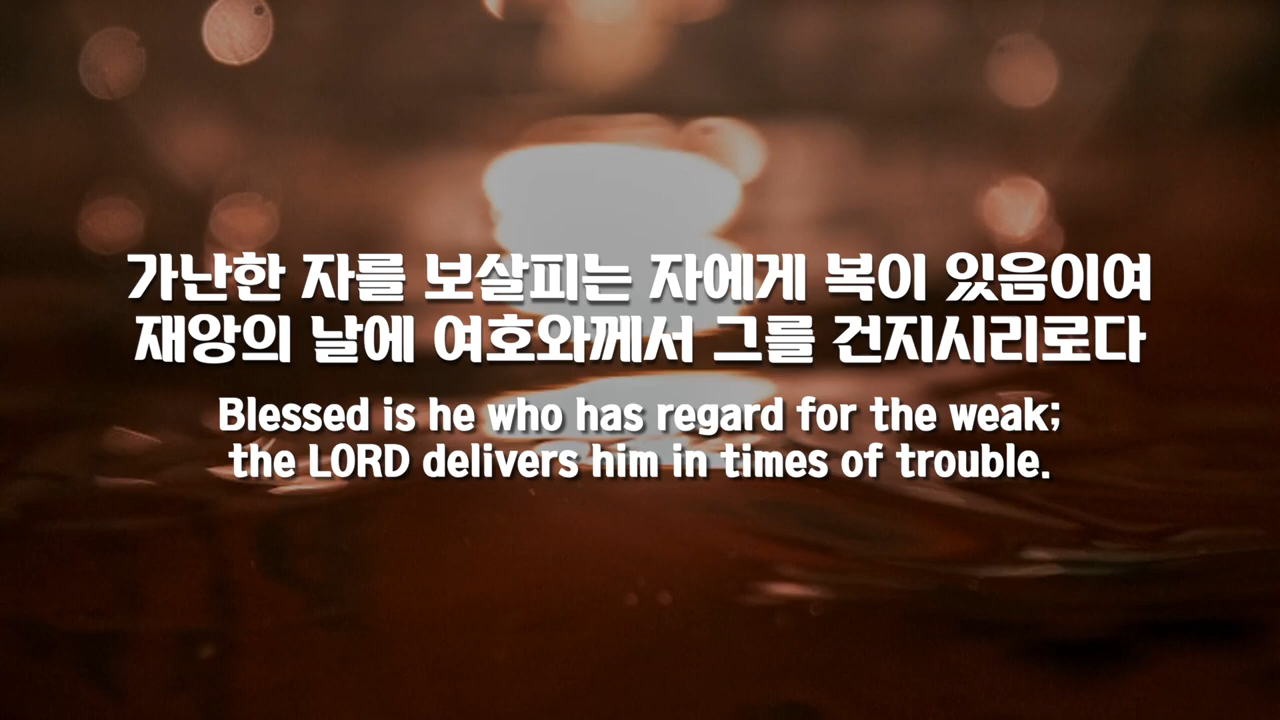 가난한 자를 보살피는 자에게 복이 있음이여
재앙의 날에 여호와께서 그를 건지시리로다
Blessed is he who has regard for the weak;
the LORD delivers him in times of trouble.